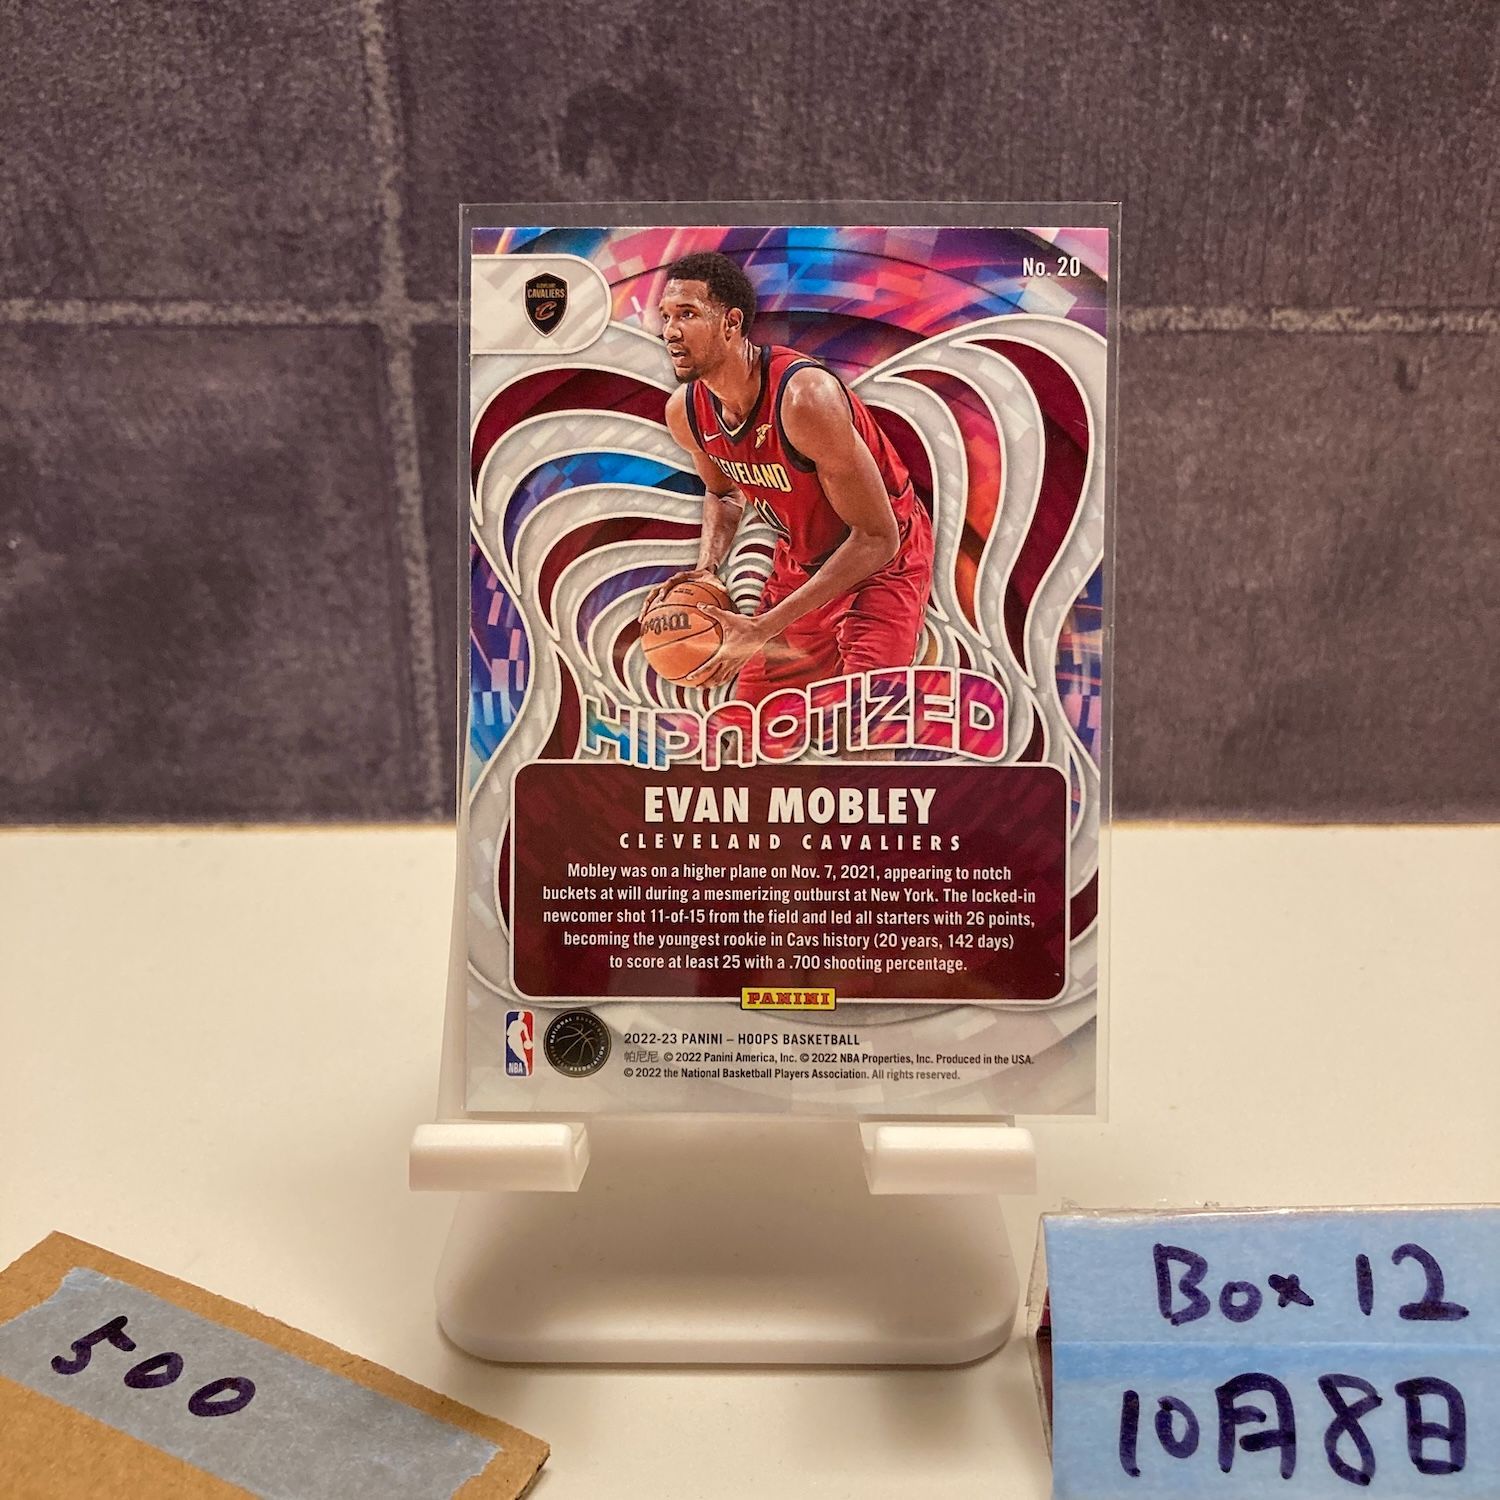 No. 20
CLEVELAND
CAVALIERS
C
CLEVELAND
Wilson
HIPNOTIZED
EVAN MOBLEY
CLEVELAND CAVALIERS
Mobley was on a higher plane on Nov. 7, 2021, appearing to notch
buckets at will during a mesmerizing outburst at New York. The locked-in
newcomer shot 11-of-15 from the field and led all starters with 26 points,
becoming the youngest rookie in Cavs history (20 years, 142 days)
to score at least 25 with a .700 shooting percentage.
PANINI
NBA
2022-23 PANINI – HOOPS BASKETBALL
帕尼尼 © 2022 Panini America, Inc. © 2022 NBA Properties, Inc. Produced in the USA.
© 2022 the National Basketball Players Association. All rights reserved.
500
Box 12
10月8日